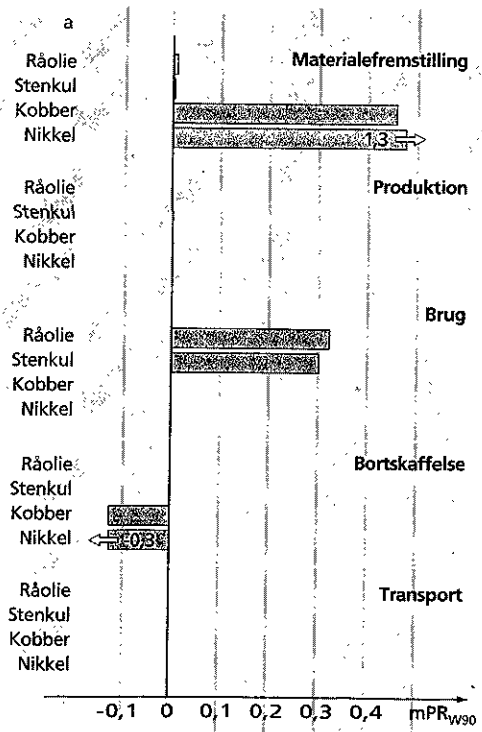 a
Materialefremstilling
Råolie
Stenkul
Kobber
Nikkel
1,3
Produktion
Råolie
Stenkul
Kobber
Nikkel
Brug
Råolie
Stenkul
Kobber
Nikkel
Bortskaffelse
Råolie
Stenkul
Kobber
Nikkel
-0,3
Transport
Råolie
Stenkul
Kobber
Nikkel
-0,1 0 0,1 0,2 0,3 0,4 mPRW90